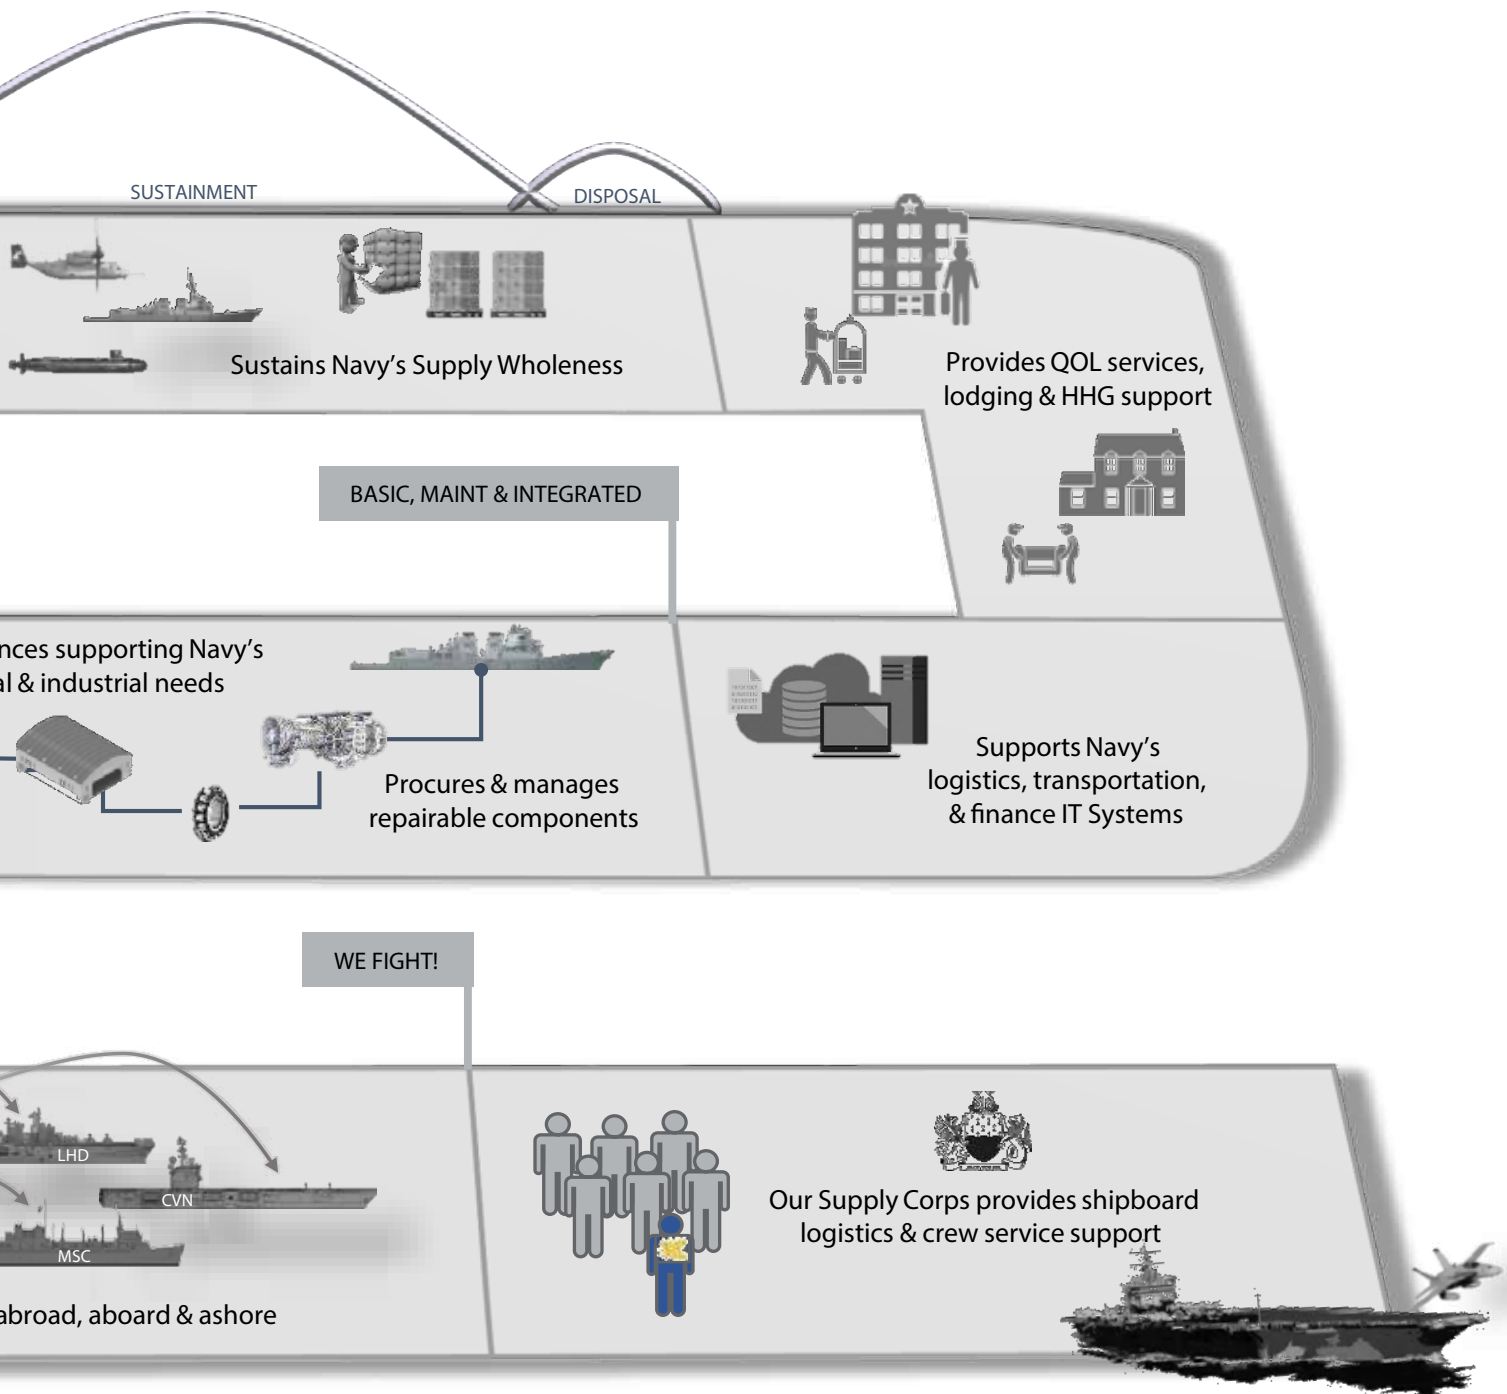 SUSTAINMENT
DISPOSAL
Sustains Navy’s Supply Wholeness
Provides QOL services,
lodging & HHG support
BASIC, MAINT & INTEGRATED
nces supporting Navy’s
al & industrial needs
Procures & manages
repairable components
Supports Navy’s
logistics, transportation,
& finance IT Systems
WE FIGHT!
LHD
CVN
MSC
abroad, aboard & ashore
Our Supply Corps provides shipboard
logistics & crew service support